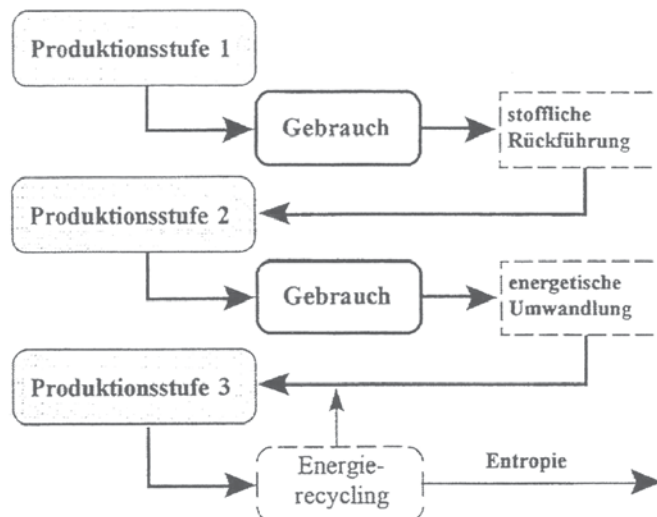 Produktionsstufe 1
Gebrauch
stoffliche
Rückführung
Produktionsstufe 2
Gebrauch
energetische
Umwandlung
Produktionsstufe 3
Energie-
recycling
Entropie